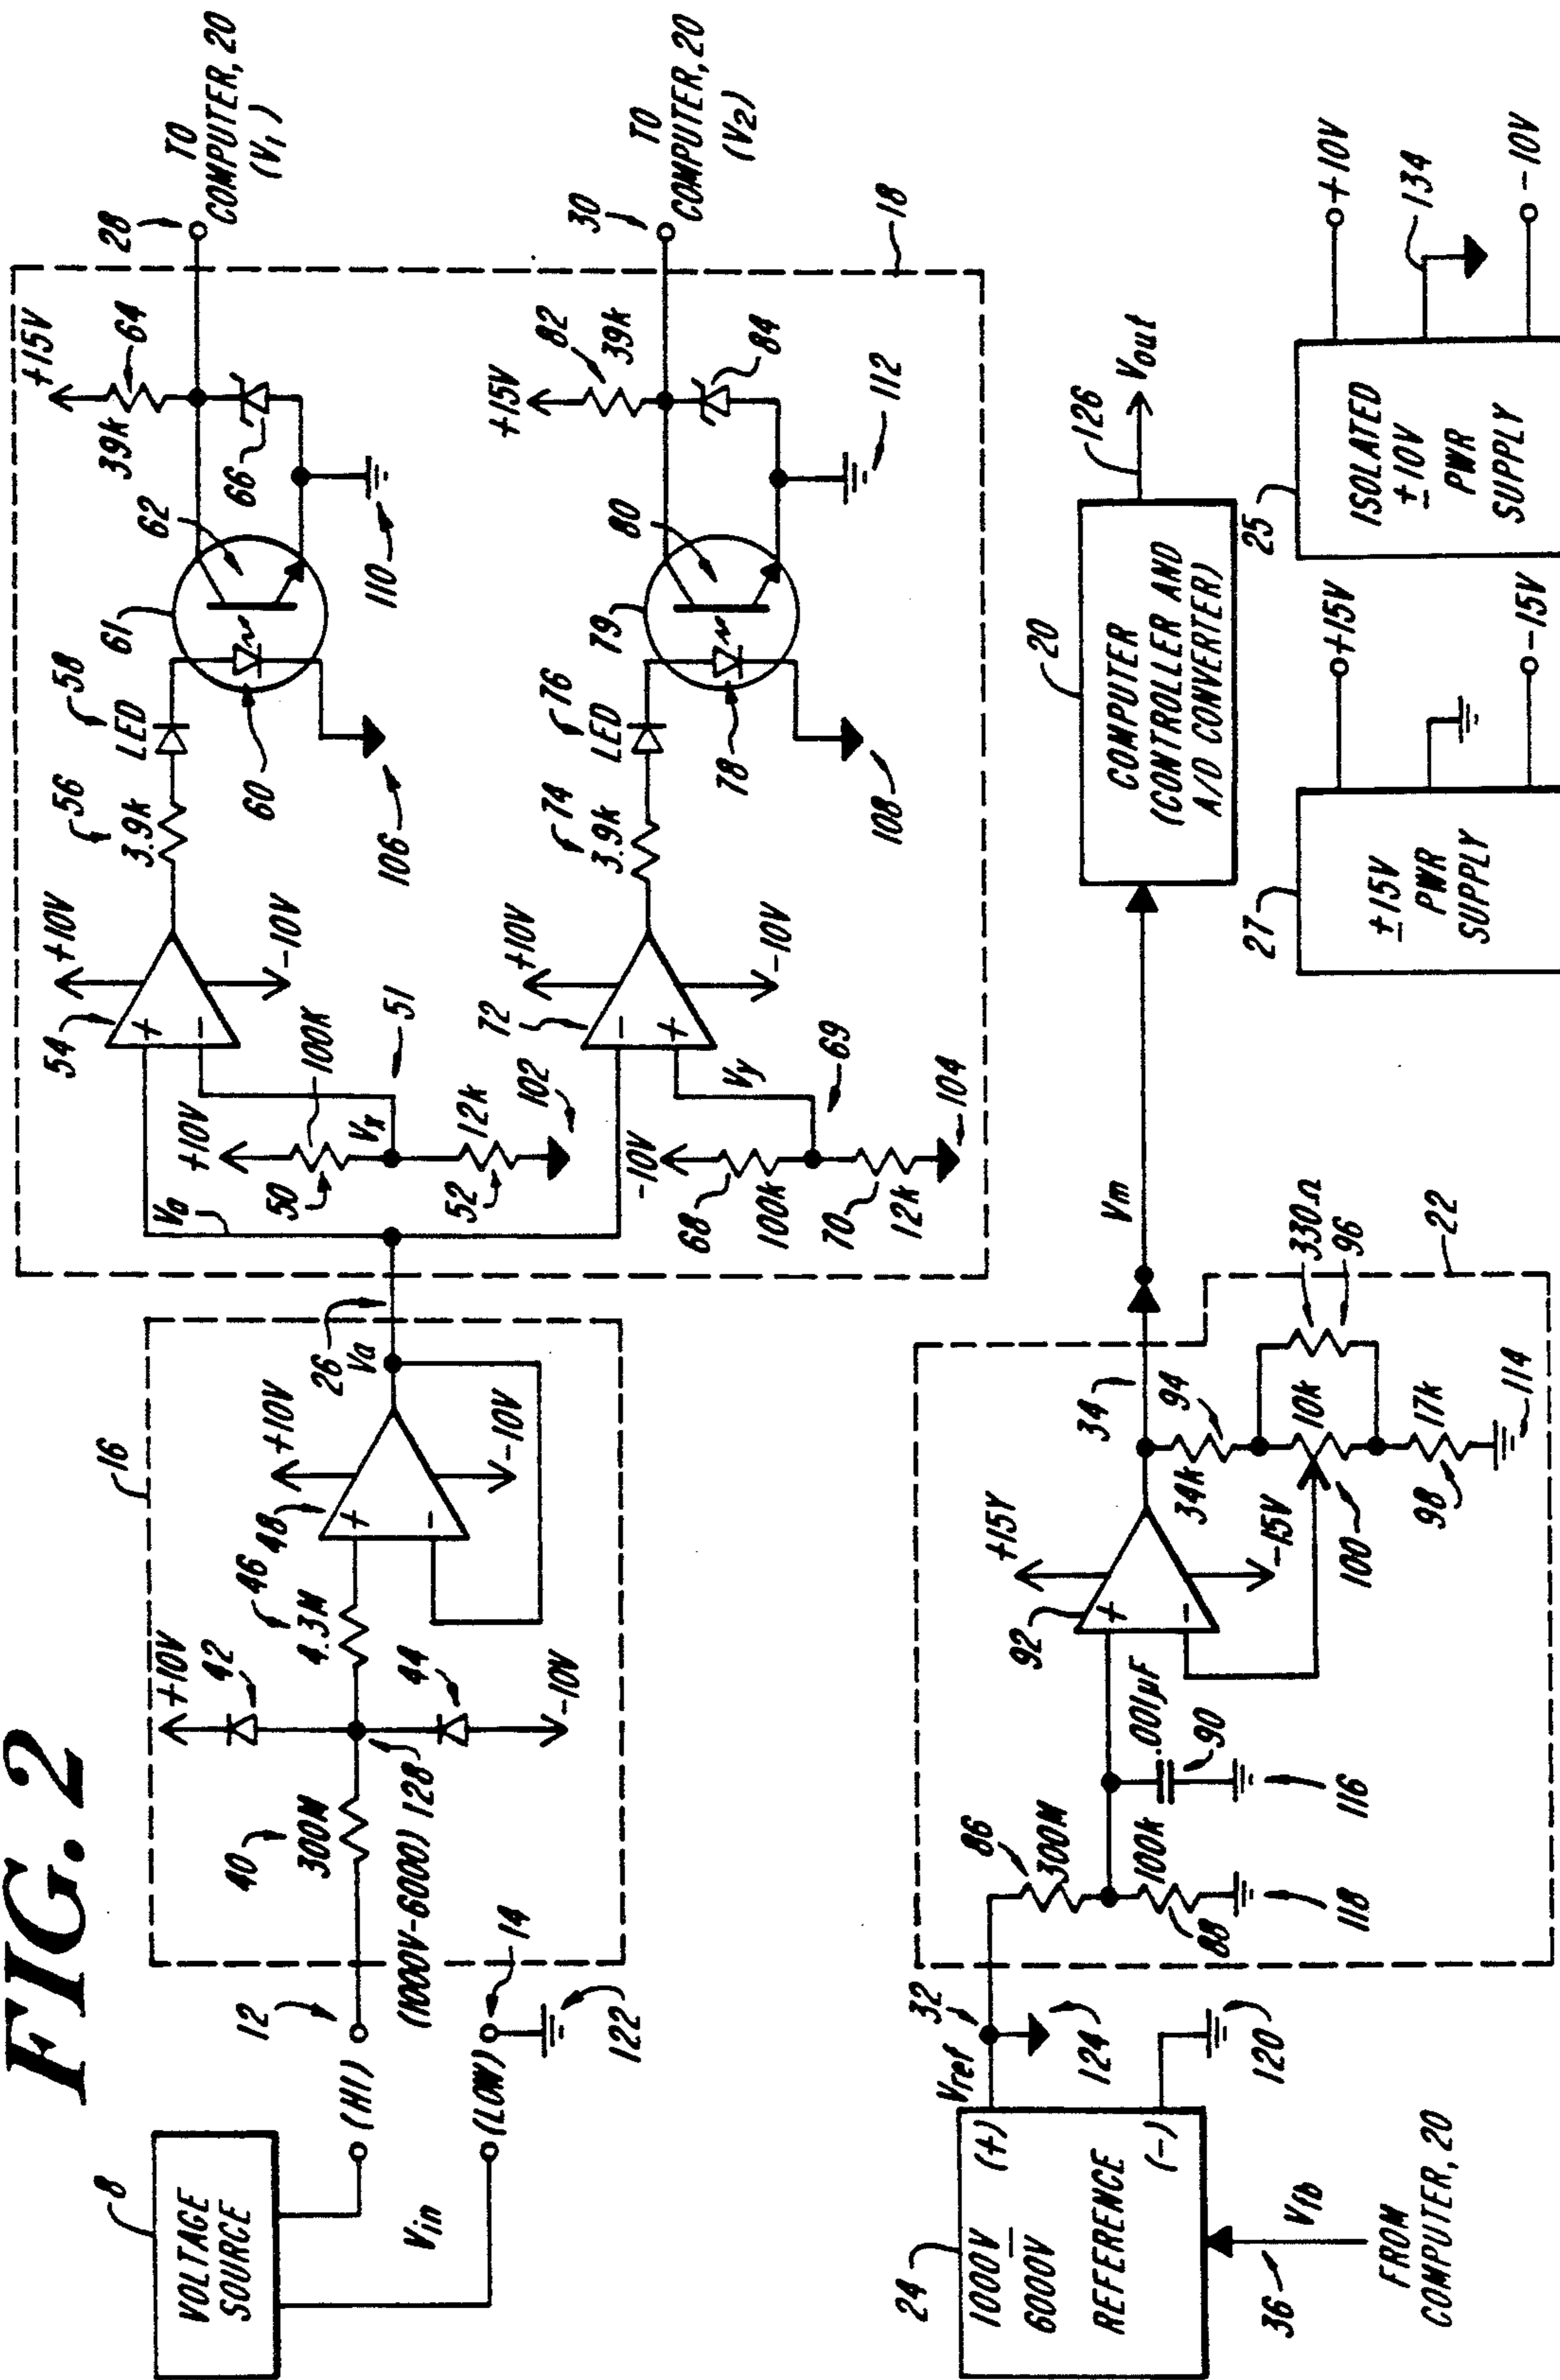 FIG. 2
8
VOLTAGE
SOURCE
Vin
(HI)
(LOW)
12
14
122
(1000V-6000)
16
40
300M
128
+10V
42
44
-10V
46
4.3M
48
+
-
+10V
-10V
26
Va
Va
54
+
-
+10V
-10V
+10V
50
100K
Vx
51
52
12k
102
56
3.9k
58
LED
60
61
62
106
110
+15V
39k
64
66
28
TO
COMPUTER, 20
(V1)
72
-
+
+10V
-10V
Vy
69
-10V
68
100k
70
12k
104
74
3.9k
76
LED
78
79
80
108
112
+15V
82
39k
84
30
TO
COMPUTER, 20
(V2)
18
24
1000V
6000V
REFERENCE
(+)
(-)
Vref
32
124
120
36
Vfb
FROM
COMPUTER, 20
86
300M
100k
88
118
.001µF
90
116
92
+
-
+15V
-15V
34
94
34k
10k
100
330Ω
96
17k
98
114
22
Vm
20
COMPUTER
(CONTROLLER AND
A/D CONVERTER)
126
Vout
27
±15V
PWR
SUPPLY
+15V
-15V
25
ISOLATED
±10V
PWR
SUPPLY
+10V
134
-10V